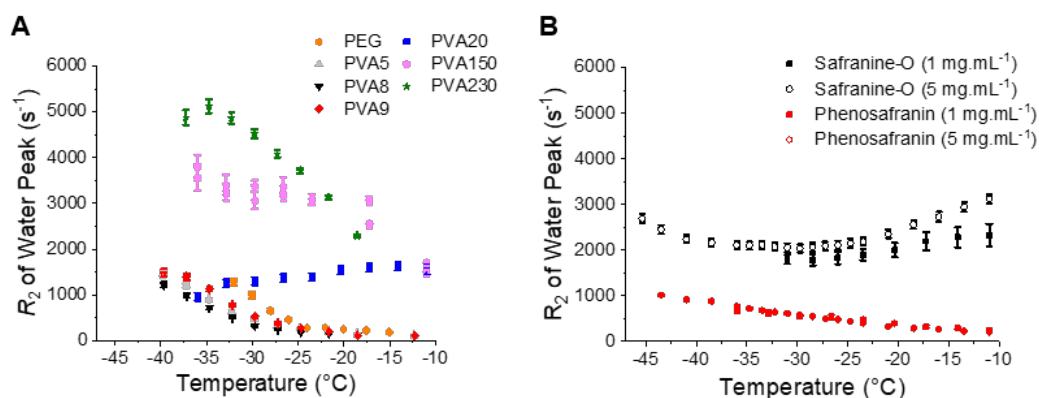 A
PEG
PVA5
PVA8
PVA9
PVA20
PVA150
PVA230
R₂ of Water Peak (s⁻¹)
6000
5000
4000
3000
2000
1000
0
-45 -40 -35 -30 -25 -20 -15 -10
Temperature (°C)
B
Safranine-O (1 mg.mL⁻¹)
Safranine-O (5 mg.mL⁻¹)
Phenosafranin (1 mg.mL⁻¹)
Phenosafranin (5 mg.mL⁻¹)
R₂ of Water Peak (s⁻¹)
6000
5000
4000
3000
2000
1000
0
-45 -40 -35 -30 -25 -20 -15 -10
Temperature (°C)